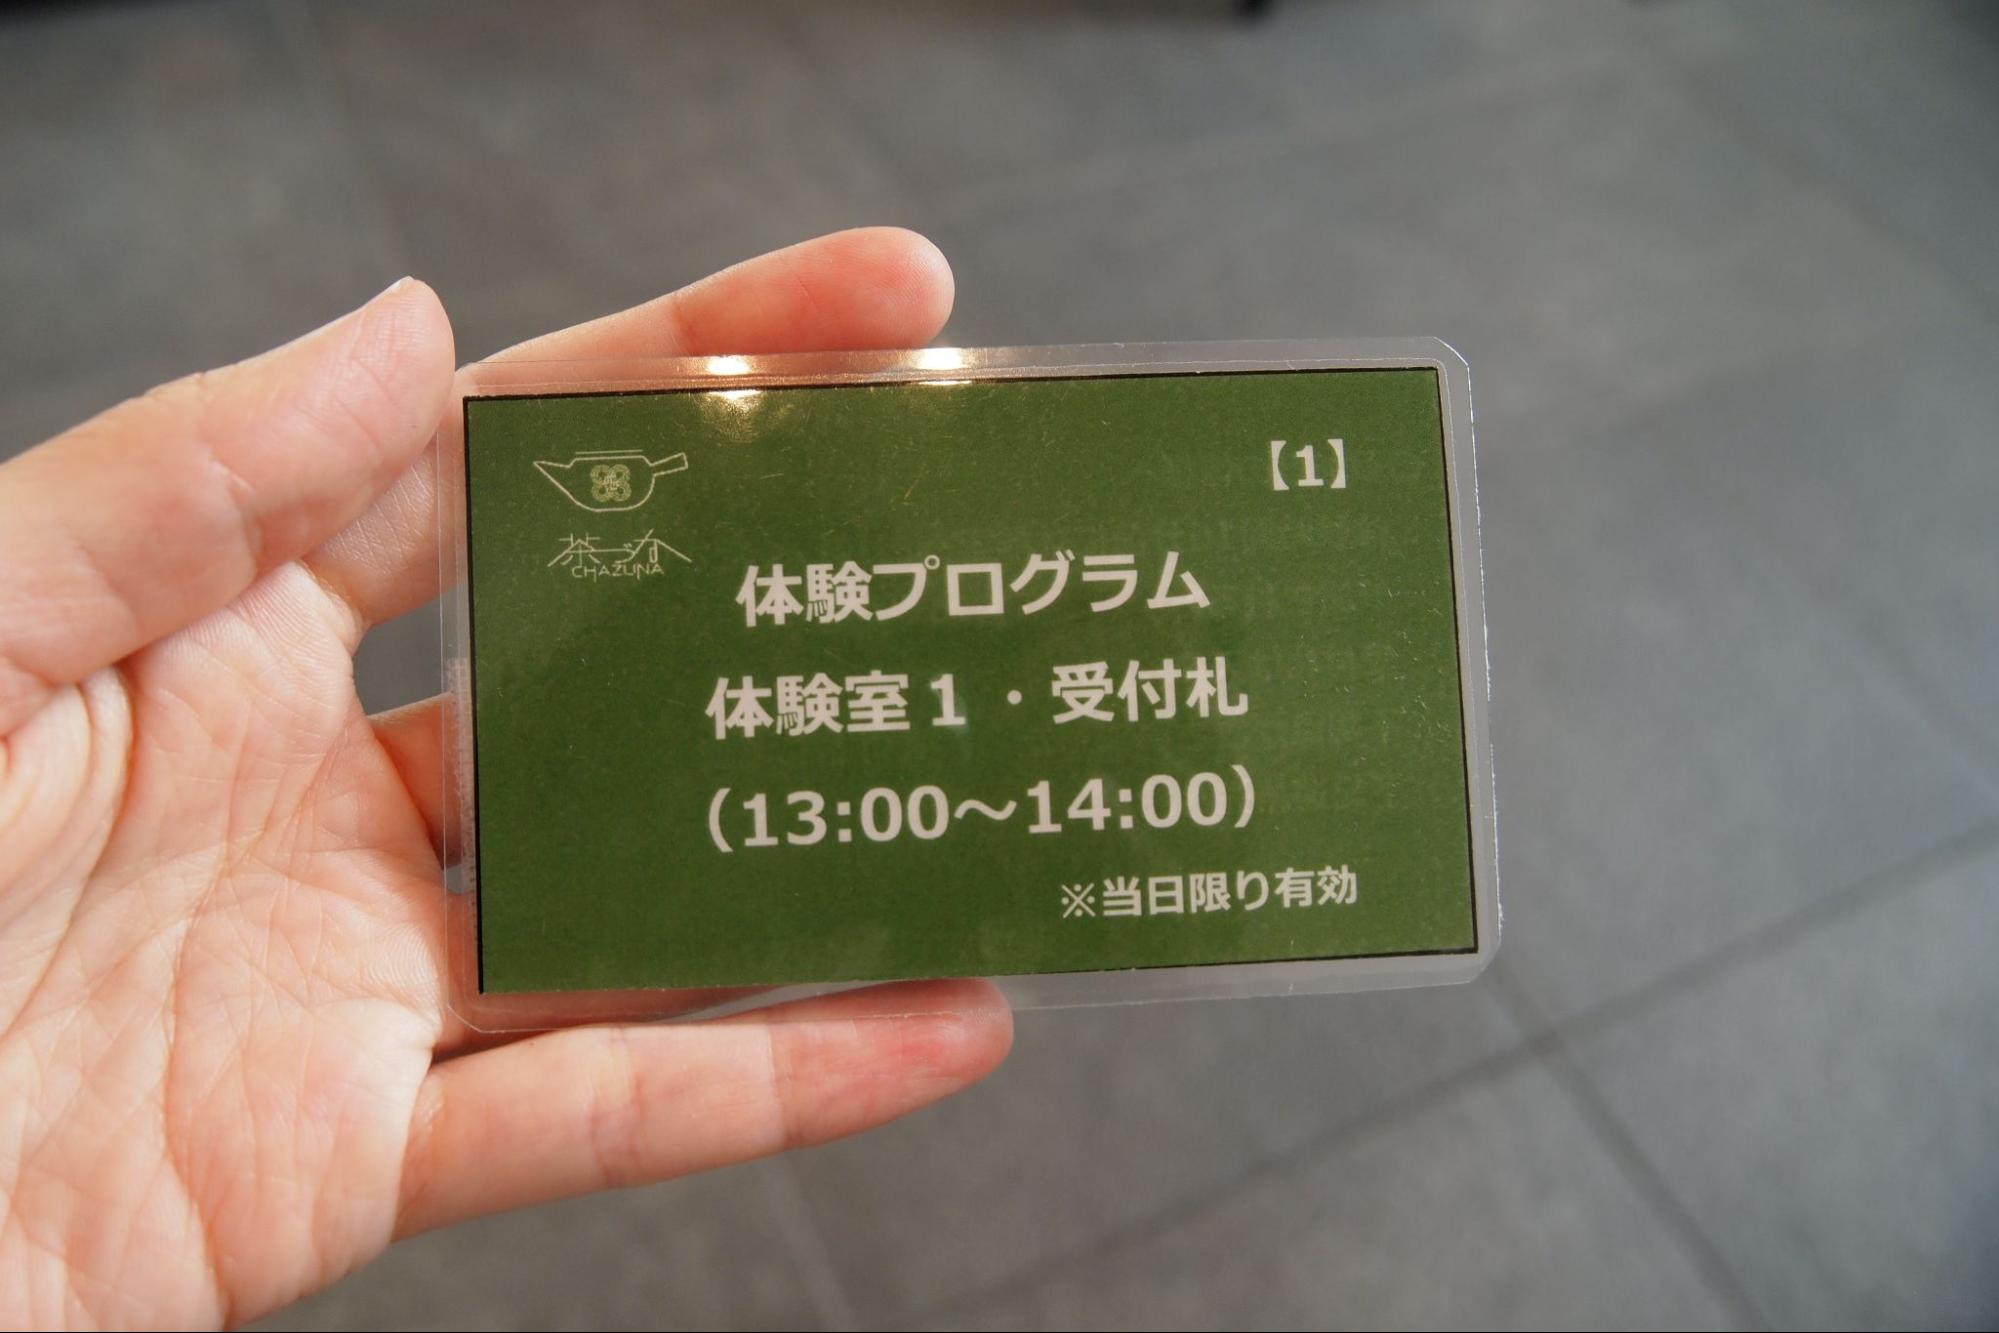 【1】
茶づな
CHAZUNA
体験プログラム
体験室1・受付札
（13:00～14:00）
※当日限り有効